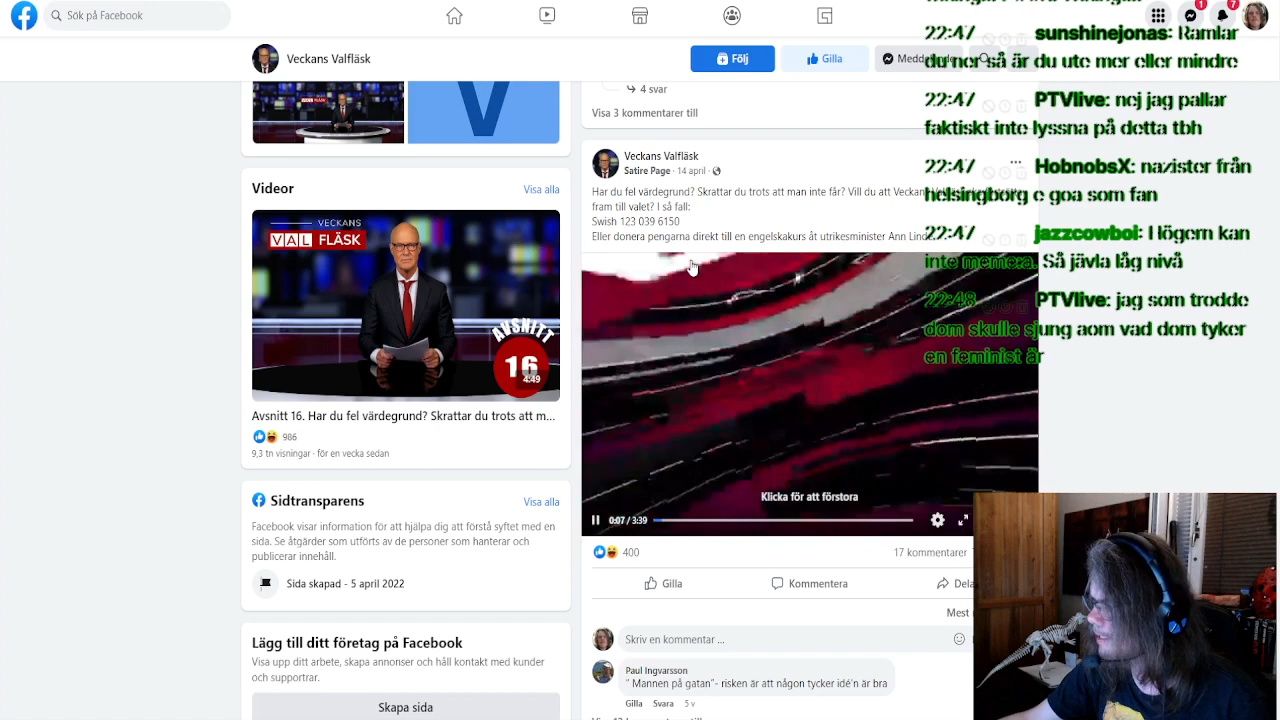 Sök på Facebook
1
7
Veckans Valfläsk
Följ
Gilla
V
Videor
Visa alla
VECKANS
VAL FLÄSK
AVSNITT
16
4:49
Avsnitt 16. Har du fel värdegrund? Skrattar du trots att m...
986
9,3 tn visningar · för en vecka sedan
Sidtransparens
Visa alla
Facebook visar information för att hjälpa dig att förstå syftet med en
sida. Se åtgärder som utförts av de personer som hanterar och
publicerar innehåll.
Sida skapad - 5 april 2022
Lägg till ditt företag på Facebook
Visa upp ditt arbete, skapa annonser och håll kontakt med kunder
och supportrar.
Skapa sida
4 svar
Visa 3 kommentarer till
Veckans Valfläsk
Satire Page · 14 april ·
Har du fel värdegrund? Skrattar du trots att man inte får? Vill du att
fram till valet? I så fall:
Swish 123 039 6150
Eller donera pengarna direkt till en engelskakurs åt utrikesminister Ann
Klicka för att förstora
0:07 / 3:39
400
17 kommentarer
Gilla
Kommentera
Dela
Mest
Skriv en kommentar ...
Paul Ingvarsson
" Mannen på gatan"- risken är att någon tycker idé'n är bra
Gilla Svara 5 v
22:47 sunshinejonas: Ramlar
du ner så är du ute mer eller mindre
22:47 PTVlive: nej jag pallar
faktiskt inte lyssna på detta tbh
22:47 HobnobsX: nazister från
helsingborg e goa som fan
22:47 jazzcowboi: Högern kan
inte meme:a. Så jävla låg nivå
22:48 PTVlive: jag som trodde
dom skulle sjung aom vad dom tyker
en feminist är